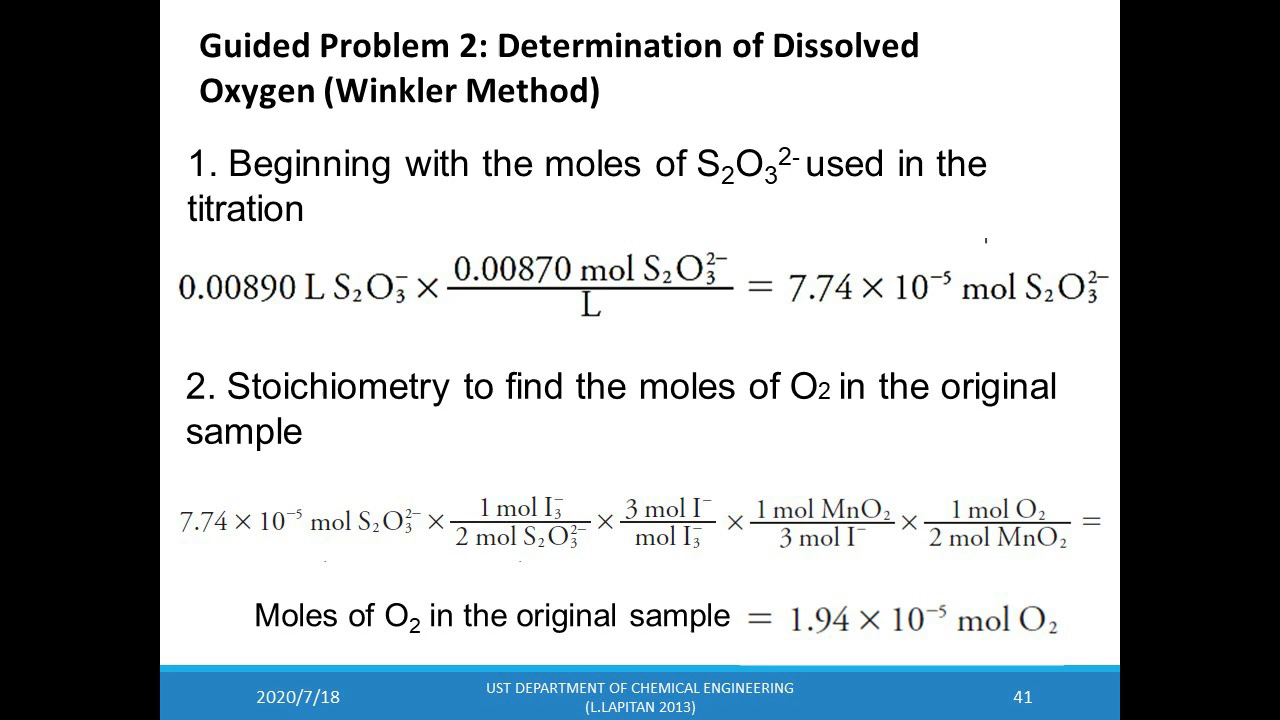 Guided Problem 2: Determination of Dissolved
Oxygen (Winkler Method)
1. Beginning with the moles of S₂O₃²⁻ used in the
titration
0.00890 L S₂O₃⁻ × (0.00870 mol S₂O₃²⁻ / L) = 7.74 × 10⁻⁵ mol S₂O₃²⁻
2. Stoichiometry to find the moles of O2 in the original
sample
7.74 × 10⁻⁵ mol S₂O₃²⁻ × (1 mol I₃⁻ / 2 mol S₂O₃²⁻) × (3 mol I⁻ / mol I₃⁻) × (1 mol MnO₂ / 3 mol I⁻) × (1 mol O₂ / 2 mol MnO₂) =
Moles of O₂ in the original sample = 1.94 × 10⁻⁵ mol O₂
2020/7/18
UST DEPARTMENT OF CHEMICAL ENGINEERING
(L.LAPITAN 2013)
41